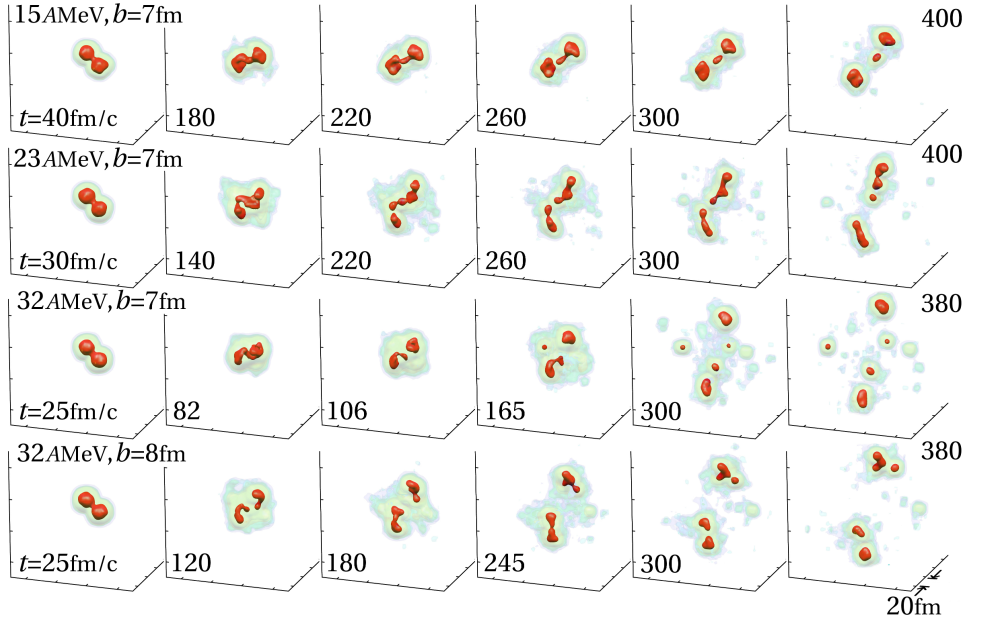 15AMeV, b=7fm
400
t=40fm/c
180
220
260
300
23AMeV, b=7fm
400
t=30fm/c
140
220
260
300
32AMeV, b=7fm
380
t=25fm/c
82
106
165
300
32AMeV, b=8fm
380
t=25fm/c
120
180
245
300
20fm